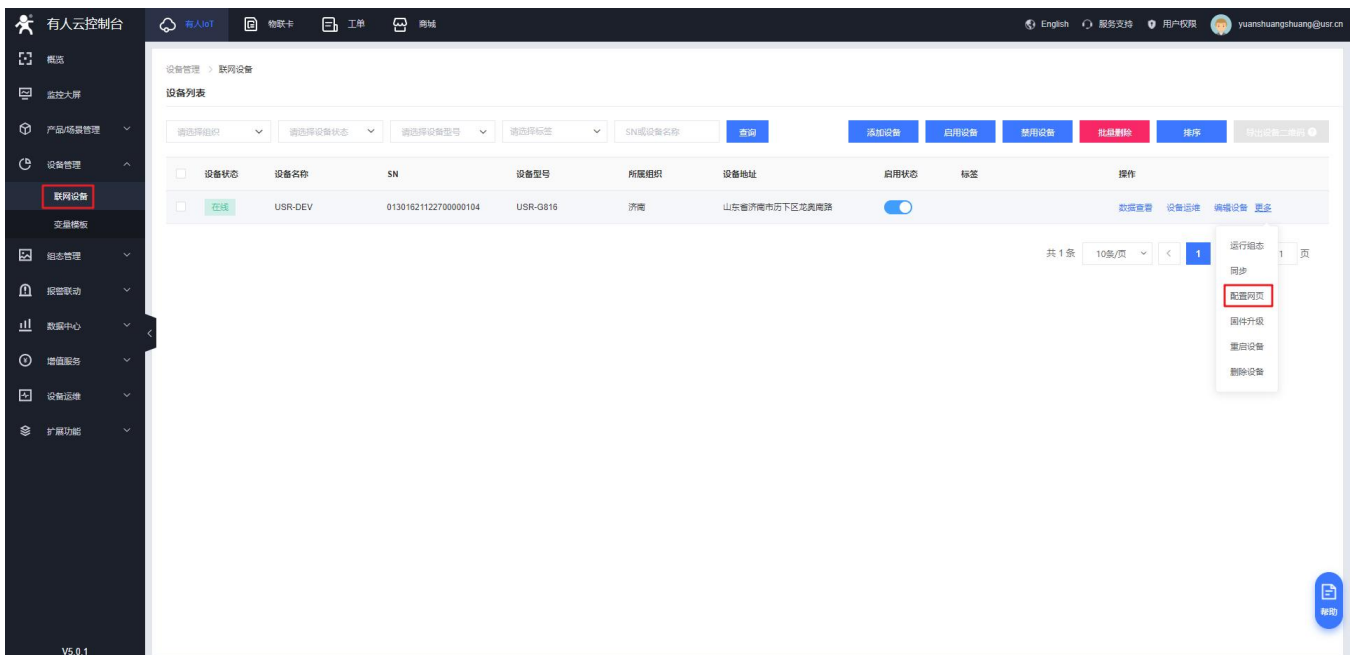 有人云控制台
有人IoT 物联卡 工单 商城
English 服务支持 用户权限 yuanshuangshuang@usr.cn
概览
监控大屏
产品/场景管理
设备管理
联网设备
变量模板
组态管理
报警联动
数据中心
增值服务
设备运维
扩展功能
V5.0.1
设备管理 > 联网设备
设备列表
请选择组织 请选择设备状态 请选择设备型号 请选择标签 SN或设备名称 查询 添加设备 启用设备 禁用设备 批量删除 排序 导出设备二维码
设备状态 设备名称 SN 设备型号 所属组织 设备地址 启用状态 标签 操作
在线 USR-DEV 01301621122700000104 USR-G816 济南 山东省济南市历下区龙奥南路 数据查看 设备运维 编辑设备 更多
共 1 条 10条/页 < 1 1 页
运行组态
同步
配置网页
固件升级
重启设备
删除设备
帮助